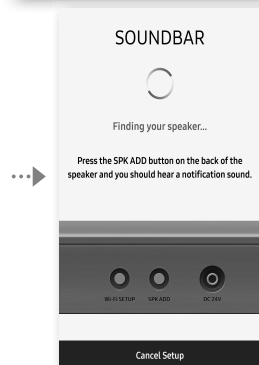 SOUNDBAR
Finding your speaker...
Press the SPK ADD button on the back of the
speaker and you should hear a notification sound.
Wi-Fi SETUP SPK ADD DC 24V
Cancel Setup